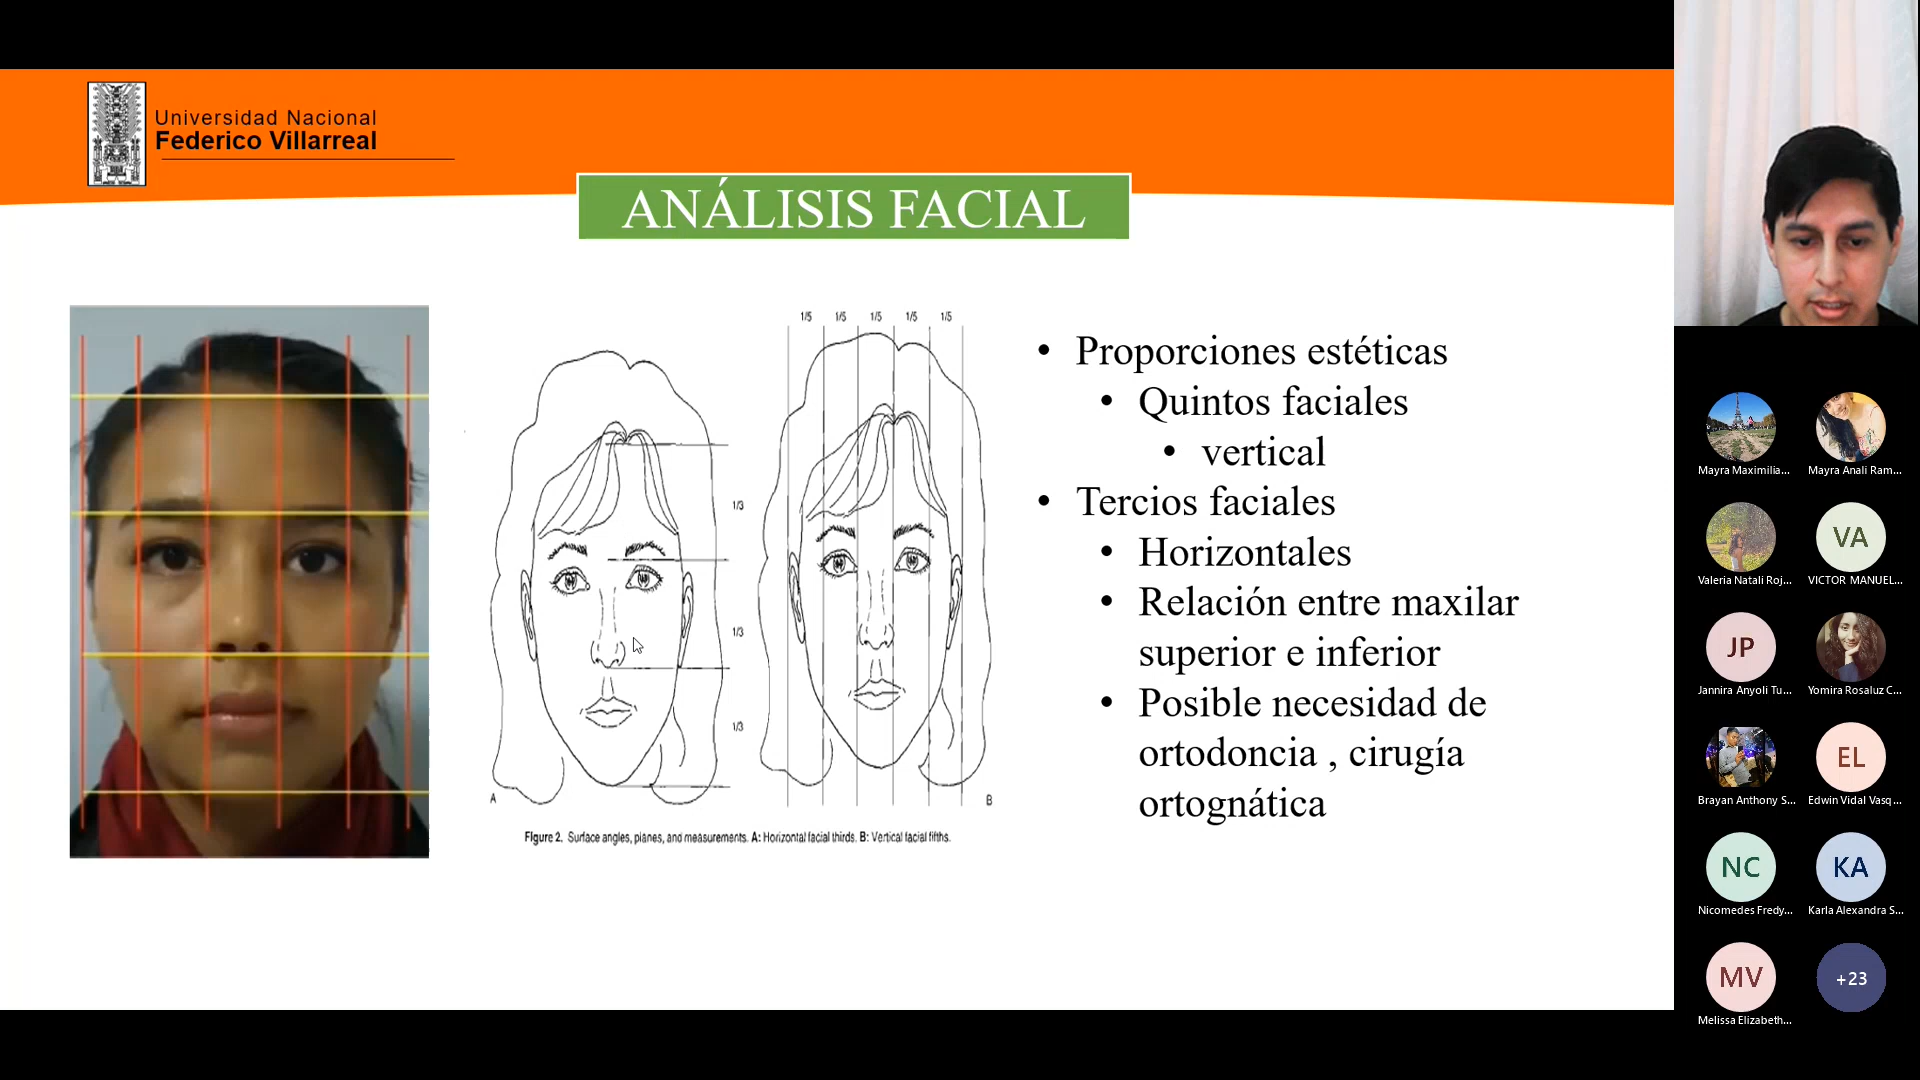 Universidad Nacional
Federico Villarreal
ANÁLISIS FACIAL
1/5 1/5 1/5 1/5 1/5
1/3
1/3
1/3
A
B
Figure 2. Surface angles, planes, and measurements. A: Horizontal facial thirds. B: Vertical facial fifths.
• Proporciones estéticas
• Quintos faciales
• vertical
• Tercios faciales
• Horizontales
• Relación entre maxilar
superior e inferior
• Posible necesidad de
ortodoncia , cirugía
ortognática
Mayra Maximilia...
Mayra Anali Ram...
Valeria Natali Roj...
VA
VICTOR MANUEL...
JP
Jannira Anyoli Tu...
Yomira Rosaluz C...
Brayan Anthony S...
EL
Edwin Vidal Vasq...
NC
Nicomedes Fredy...
KA
Karla Alexandra S...
MV
Melissa Elizabeth...
+23